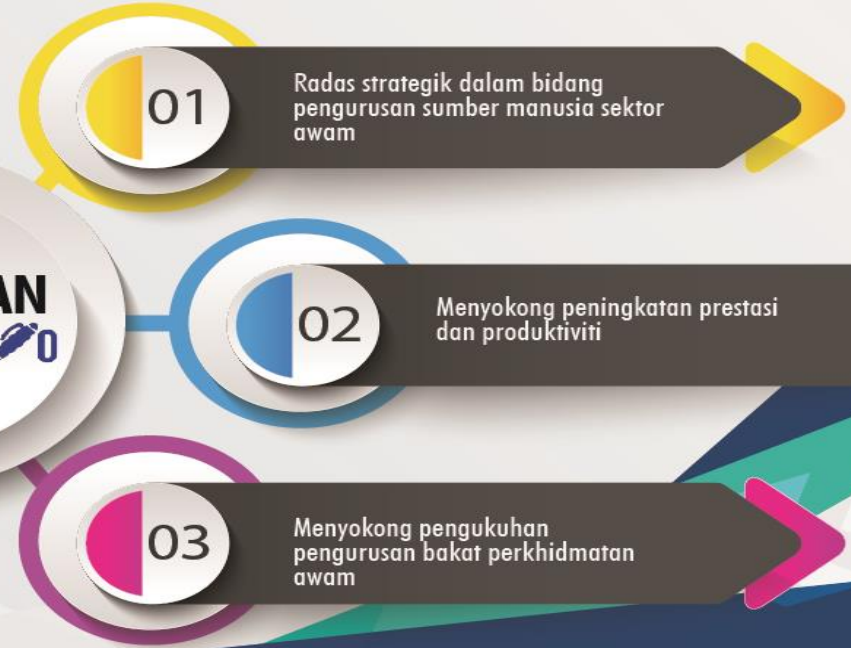 01
Radas strategik dalam bidang
pengurusan sumber manusia sektor
awam
AN
0
02
Menyokong peningkatan prestasi
dan produktiviti
03
Menyokong pengukuhan
pengurusan bakat perkhidmatan
awam